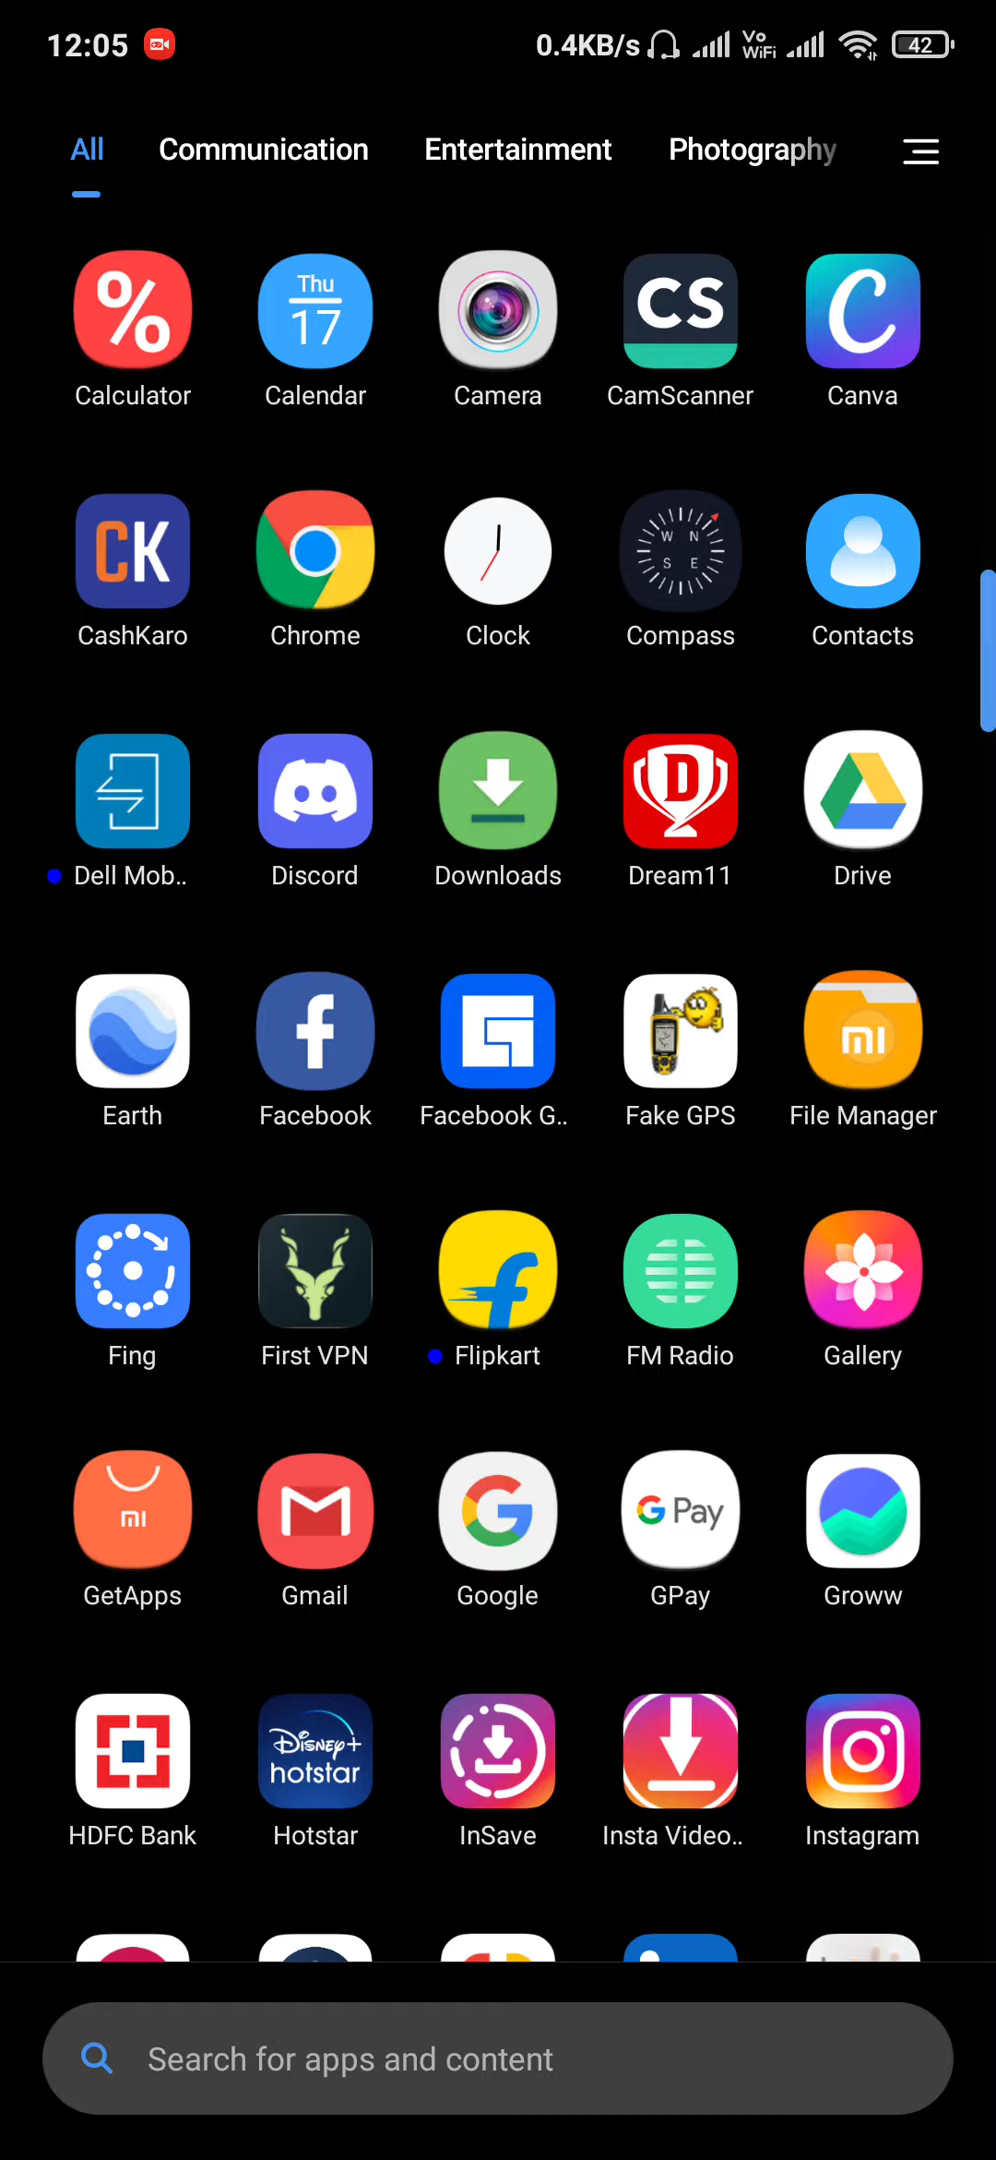 12:05 0.4KB/s Vo WiFi 42
All Communication Entertainment Photography
% Thu 17 CS C
Calculator Calendar Camera CamScanner Canva
CK W N S E
CashKaro Chrome Clock Compass Contacts
D
Dell Mob.. Discord Downloads Dream11 Drive
f mi
Earth Facebook Facebook G.. Fake GPS File Manager
f
Fing First VPN Flipkart FM Radio Gallery
mi M G G Pay
GetApps Gmail Google GPay Groww
Disney+ hotstar
HDFC Bank Hotstar InSave Insta Video.. Instagram
Search for apps and content